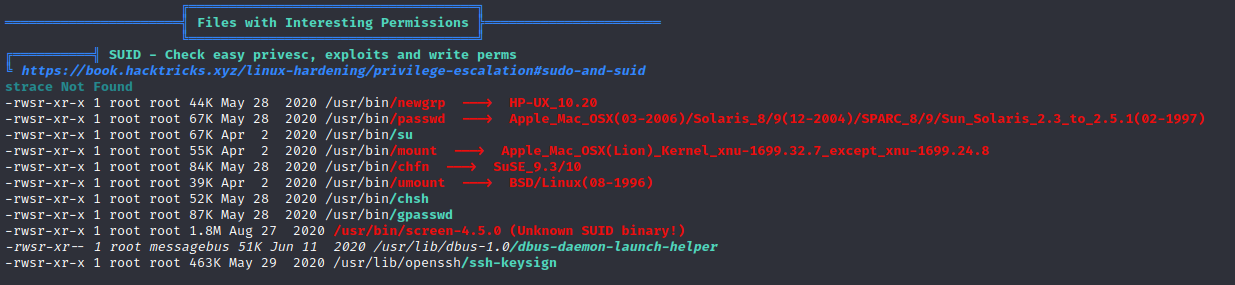 Files with Interesting Permissions
SUID - Check easy privesc, exploits and write perms
https://book.hacktricks.xyz/linux-hardening/privilege-escalation#sudo-and-suid
strace Not Found
-rwsr-xr-x 1 root root 44K May 28  2020 /usr/bin/newgrp  --->  HP-UX_10.20
-rwsr-xr-x 1 root root 67K May 28  2020 /usr/bin/passwd  --->  Apple_Mac_OSX(03-2006)/Solaris_8/9(12-2004)/SPARC_8/9/Sun_Solaris_2.3_to_2.5.1(02-1997)
-rwsr-xr-x 1 root root 67K Apr  2  2020 /usr/bin/su
-rwsr-xr-x 1 root root 55K Apr  2  2020 /usr/bin/mount  --->  Apple_Mac_OSX(Lion)_Kernel_xnu-1699.32.7_except_xnu-1699.24.8
-rwsr-xr-x 1 root root 84K May 28  2020 /usr/bin/chfn  --->  SuSE_9.3/10
-rwsr-xr-x 1 root root 39K Apr  2  2020 /usr/bin/umount  --->  BSD/Linux(08-1996)
-rwsr-xr-x 1 root root 52K May 28  2020 /usr/bin/chsh
-rwsr-xr-x 1 root root 87K May 28  2020 /usr/bin/gpasswd
-rwsr-xr-x 1 root root 1.8M Aug 27  2020 /usr/bin/screen-4.5.0 (Unknown SUID binary!)
-rwsr-xr-- 1 root messagebus 51K Jun 11  2020 /usr/lib/dbus-1.0/dbus-daemon-launch-helper
-rwsr-xr-x 1 root root 463K May 29  2020 /usr/lib/openssh/ssh-keysign